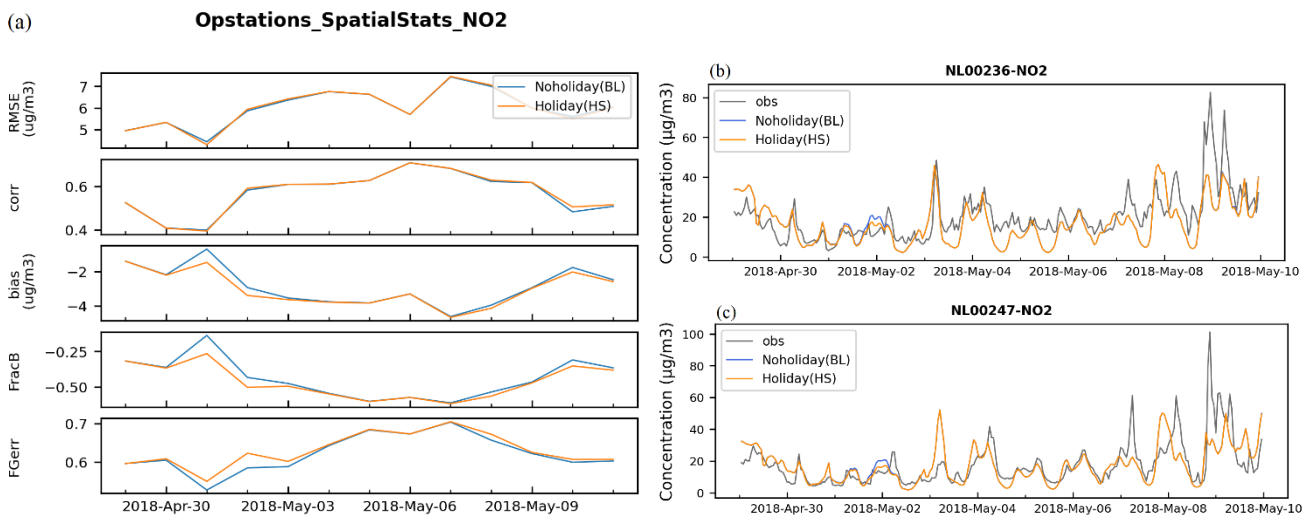 (a)
Opstations_SpatialStats_NO2
RMSE
(ug/m3)
7
6
5
Noholiday(BL)
Holiday(HS)
corr
0.6
0.4
bias
(ug/m3)
−2
−4
FracB
−0.25
−0.50
FGerr
0.7
0.6
2018-Apr-30
2018-May-03
2018-May-06
2018-May-09
(b)
NL00236-NO2
Concentration (µg/m3)
80
60
40
20
0
obs
Noholiday(BL)
Holiday(HS)
2018-Apr-30
2018-May-02
2018-May-04
2018-May-06
2018-May-08
2018-May-10
(c)
NL00247-NO2
Concentration (µg/m3)
100
80
60
40
20
0
obs
Noholiday(BL)
Holiday(HS)
2018-Apr-30
2018-May-02
2018-May-04
2018-May-06
2018-May-08
2018-May-10